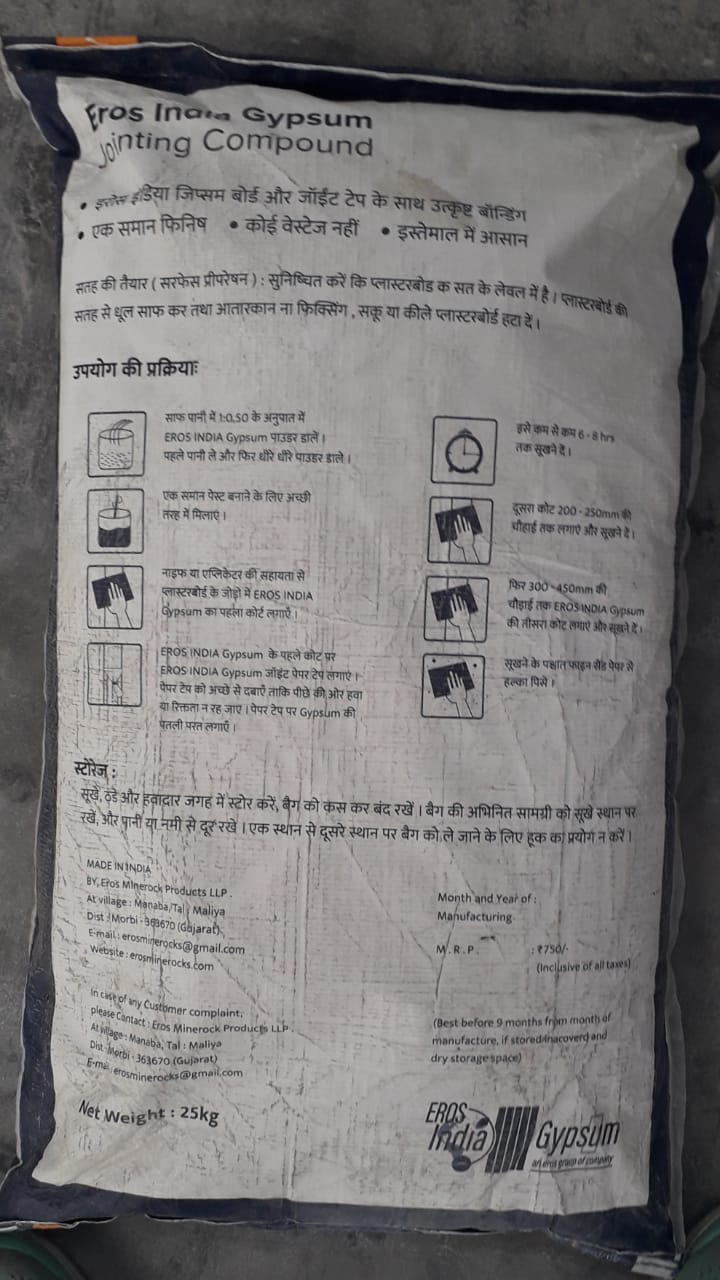 Eros India Gypsum
Jointing Compound
• इरोस इंडिया जिप्सम बोर्ड और जॉईंट टेप के साथ उत्कृष्ट बॉन्डिंग
• एक समान फिनिष • कोई वेस्टेज नहीं • इस्तेमाल में आसान
सतह की तैयार ( सरफेस प्रीपरेषन ) : सुनिष्चित करें कि प्लास्टरबोड क सत के लेवल में है । प्लास्टरबोर्ड की
सतह से धूल साफ कर तथा आतारकान ना फिक्सिंग , सकू या कीले प्लास्टरबोर्ड हटा दें ।
उपयोग की प्रक्रियाः
साफ पानी में 1:0.50 के अनुपात में
EROS INDIA Gypsum पाउडर डालें ।
पहले पानी ले और फिर धीरे धीरे पाउडर डाले ।
एक समान पेस्ट बनाने के लिए अच्छी
तरह में मिलाएं ।
नाइफ या एप्लिकेटर की सहायता से
प्लास्टरबोर्ड के जोड़ो में EROS INDIA
Gypsum का पहला कोर्ट लगाएँ ।
EROS INDIA Gypsum के पहले कोट पर
EROS INDIA Gypsum जॉइंट पेपर टेप लगाएँ ।
पेपर टेप को अच्छे से दबाएँ ताकि पीछे की ओर हवा
या रिक्तता न रह जाए । पेपर टेप पर Gypsum की
पतली परत लगाएँ ।
इसे कम से कम 6 - 8 hrs
तक सूखने दें ।
दूसरा कोट 200 - 250mm की
चौहाई तक लगाएं और सूखने दें ।
फिर 300 - 450mm की
चौड़ाई तक EROS INDIA Gypsum
की तीसरा कोट लगाएं और सूखने दें ।
सूखने के पश्चात फाइन सैंड पेपर से
हल्का घिसे ।
स्टोरेज :
सूखे, ठंडे और हवादार जगह में स्टोर करें, बैग को कस कर बंद रखें । बैग की अभिनित सामग्री को सूखे स्थान पर
रखें, और पानी या नमी से दूर रखे । एक स्थान से दूसरे स्थान पर बैग को ले जाने के लिए हूक का प्रयोग न करें ।
MADE IN INDIA
BY, Eros Minerock Products LLP .
At village : Manaba, Tal : Maliya
Dist : Morbi - 363670 (Gujarat)
E-mail : erosminerocks@gmail.com
Website : erosminerocks.com
Month and Year of :
Manufacturing
M . R . P . : ₹750/-
(Inclusive of all taxes)
In case of any Customer complaint,
please Contact : Eros Minerock Products LLP .
At village : Manaba, Tal : Maliya
Dist : Morbi - 363670 (Gujarat)
E-mail : erosminerocks@gmail.com
(Best before 9 months from month of
manufacture, if stored inacoverd and
dry storage space)
Net Weight : 25kg
EROS
India Gypsum
an eros group of company